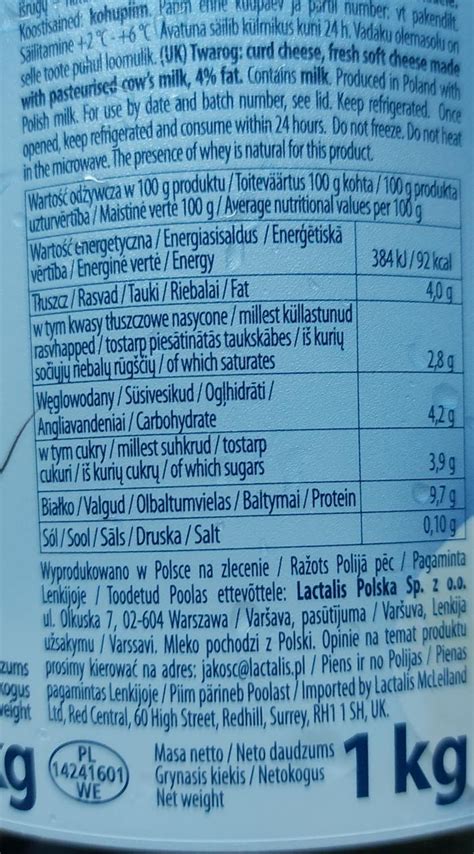 Koostisained: kohupiim. Parim enne kuupäev ja partii number: vt pakendilt.
Säilitamine +2°C - +6°C Avatuna säilib külmikus kuni 24 h. Vadaku olemasolu on
selle toote puhul loomulik. (UK) Twarog: curd cheese, fresh soft cheese made
with pasteurised cow's milk, 4% fat. Contains milk. Produced in Poland with
Polish milk. For use by date and batch number, see lid. Keep refrigerated. Once
opened, keep refrigerated and consume within 24 hours. Do not freeze. Do not heat
in the microwave. The presence of whey is natural for this product.
Wartość odżywcza w 100 g produktu / Toiteväärtus 100 g kohta / 100 g produkta
uzturvērtība / Maistinė vertė 100 g / Average nutritional values per 100 g
Wartość energetyczna / Energiasisaldus / Enerģētiskā
vērtība / Energinė vertė / Energy
384 kJ / 92 kcal
Tłuszcz / Rasvad / Tauki / Riebalai / Fat
4,0 g
w tym kwasy tłuszczowe nasycone / millest küllastunud
rasvhapped / tostarp piesātinātās taukskābes / iš kurių
sočiųjų riebalų rūgščių / of which saturates
2,8 g
Węglowodany / Süsivesikud / Ogļhidrāti /
Angliavandeniai / Carbohydrate
4,2 g
w tym cukry / millest suhkrud / tostarp
cukuri / iš kurių cukrų / of which sugars
3,9 g
Białko / Valgud / Olbaltumvielas / Baltymai / Protein
9,7 g
Sól / Sool / Sāls / Druska / Salt
0,10 g
Wyprodukowano w Polsce na zlecenie / Ražots Polijā pēc / Pagaminta
Lenkijoje / Toodetud Poolas ettevõttele: Lactalis Polska Sp. z o.o.
ul. Olkuska 7, 02-604 Warszawa / Varšava, pasūtījuma / Varšuva, Lenkija
užsakymu / Varssavi. Mleko pochodzi z Polski. Opinie na temat produktu
prosimy kierować na adres: jakosc@lactalis.pl / Piens ir no Polijas / Pienas
pagamintas Lenkijoje / Piim pärineb Poolast / Imported by Lactalis McLelland
Ltd, Red Central, 60 High Street, Redhill, Surrey, RH1 1 SH, UK.
zums
kogus
weight
kg
PL
14241601
WE
Masa netto / Neto daudzums
Grynasis kiekis / Netokogus
Net weight
1 kg